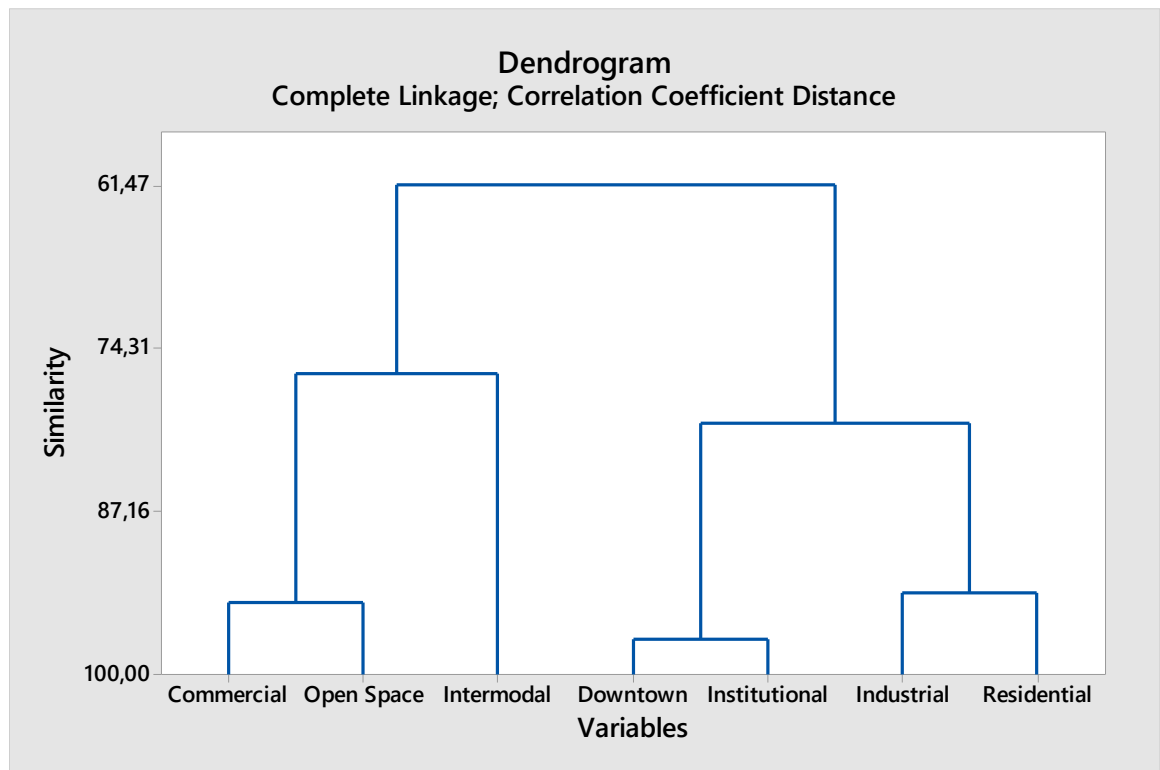 Dendrogram
Complete Linkage; Correlation Coefficient Distance
61,47
74,31
87,16
100,00
Similarity
Commercial Open Space Intermodal Downtown Institutional Industrial Residential
Variables